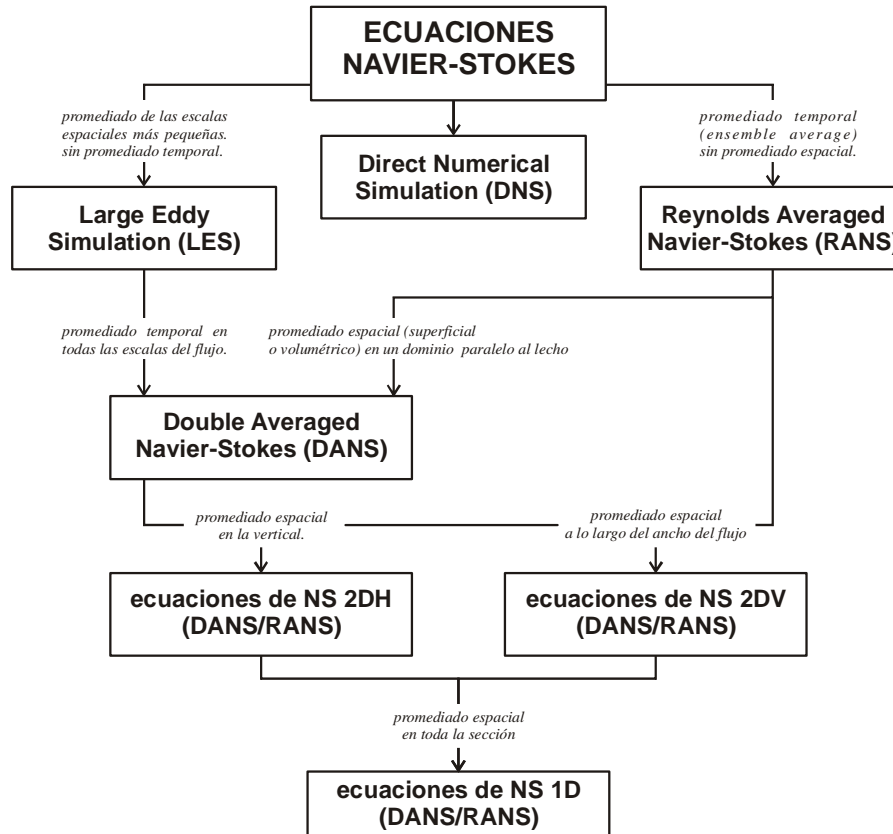 ECUACIONES
NAVIER-STOKES
promediado de las escalas
espaciales más pequeñas.
sin promediado temporal.
promediado temporal
(ensemble average)
sin promediado espacial.
Direct Numerical
Simulation (DNS)
Large Eddy
Simulation (LES)
Reynolds Averaged
Navier-Stokes (RANS)
promediado temporal en
todas las escalas del flujo.
promediado espacial (superficial
o volumétrico) en un dominio paralelo al lecho
Double Averaged
Navier-Stokes (DANS)
promediado espacial
en la vertical.
promediado espacial
a lo largo del ancho del flujo
ecuaciones de NS 2DH
(DANS/RANS)
ecuaciones de NS 2DV
(DANS/RANS)
promediado espacial
en toda la sección
ecuaciones de NS 1D
(DANS/RANS)